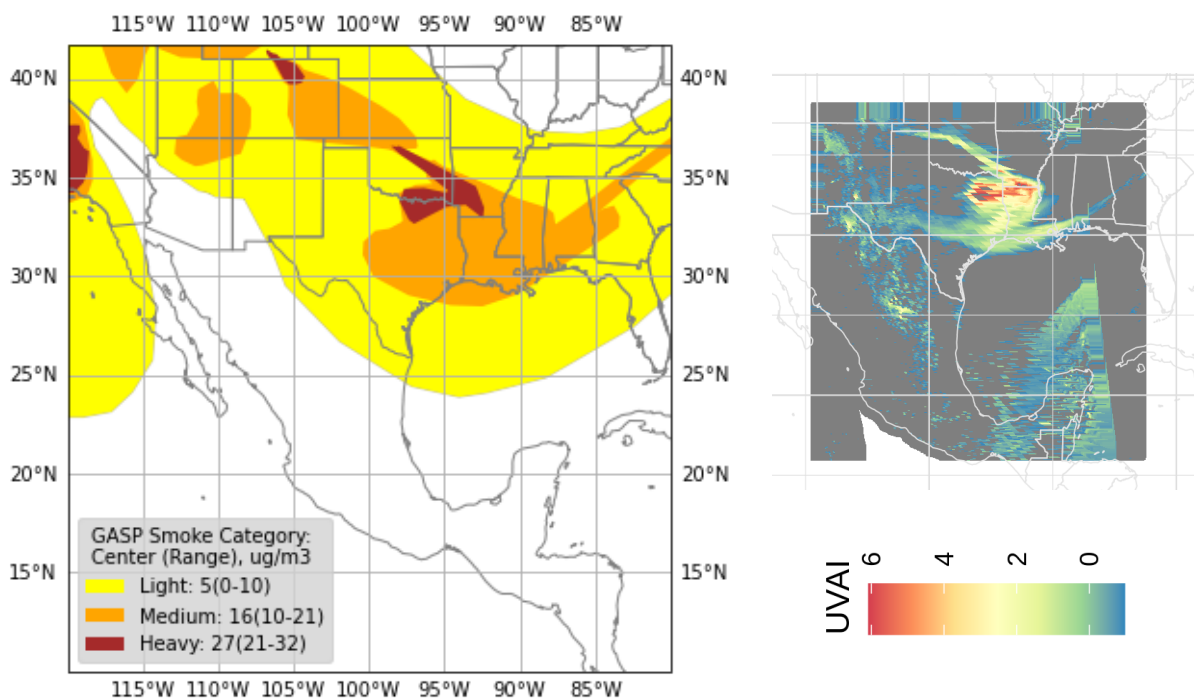 115°W 110°W 105°W 100°W 95°W 90°W 85°W
40°N 40°N
35°N 35°N
30°N 30°N
25°N 25°N
20°N 20°N
15°N 15°N
GASP Smoke Category:
Center (Range), ug/m3
Light: 5(0-10)
Medium: 16(10-21)
Heavy: 27(21-32)
115°W 110°W 105°W 100°W 95°W 90°W 85°W
UVAI
6 4 2 0